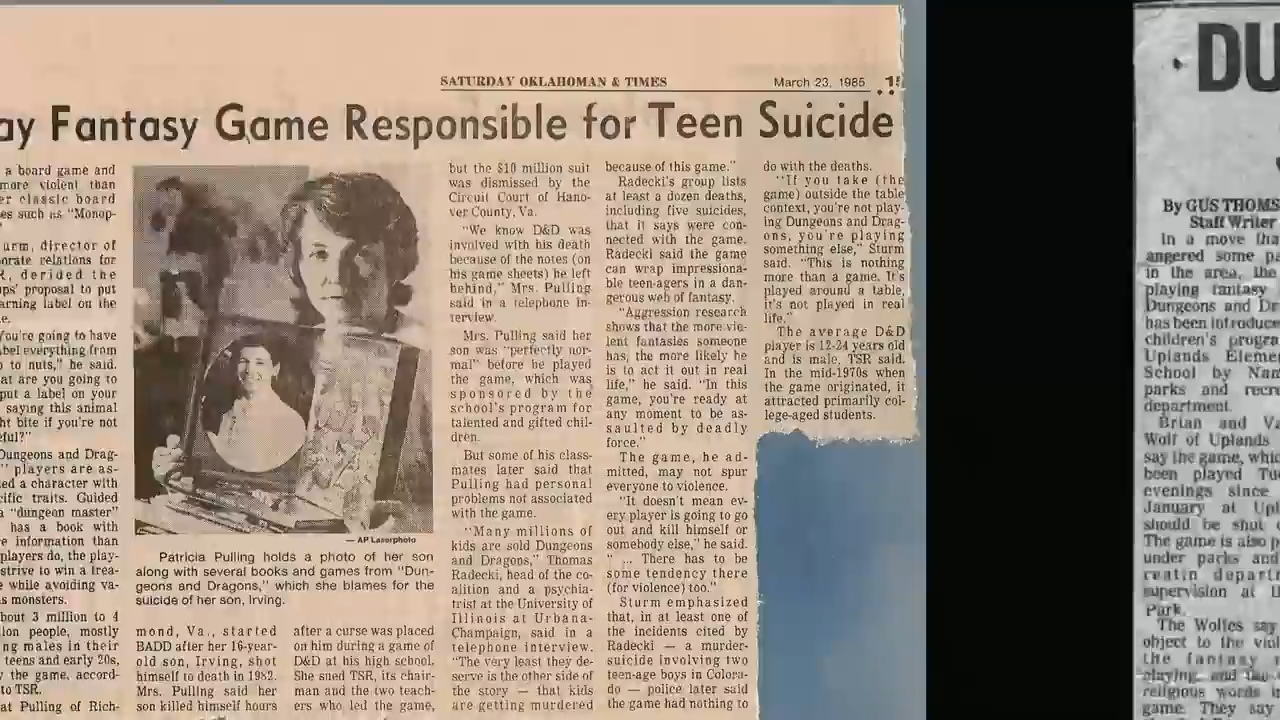 SATURDAY OKLAHOMAN & TIMES
March 23, 1985
ay Fantasy Game Responsible for Teen Suicide
a board game and
more violent than
er classic board
es such as "Monop-
urm, director of
orate relations for
R, derided the
ups' proposal to put
arning label on the
e.
You're going to have
abel everything from
p to nuts," he said.
at are you going to
put a label on your
saying this animal
ht bite if you're not
eful?"
Dungeons and Drag-
" players are as-
ed a character with
cific traits. Guided
a "dungeon master"
has a book with
e information than
players do, the play-
strive to win a trea-
e while avoiding va-
s monsters.
bout 3 million to 4
lion people, mostly
ng males in their
teens and early 20s,
y the game, accord-
to TSR.
at Pulling of Rich-
— AP Laserphoto
Patricia Pulling holds a photo of her son
along with several books and games from "Dun-
geons and Dragons," which she blames for the
suicide of her son, Irving.
mond, Va., started
BADD after her 16-year-
old son, Irving, shot
himself to death in 1982.
Mrs. Pulling said her
son killed himself hours
after a curse was placed
on him during a game of
D&D at his high school.
She sued TSR, its chair-
man and the two teach-
ers who led the game,
but the $10 million suit
was dismissed by the
Circuit Court of Hano-
ver County, Va.
"We know D&D was
involved with his death
because of the notes (on
his game sheets) he left
behind," Mrs. Pulling
said in a telephone in-
terview.
Mrs. Pulling said her
son was "perfectly nor-
mal" before he played
the game, which was
sponsored by the
school's program for
talented and gifted chil-
dren.
But some of his class-
mates later said that
Pulling had personal
problems not associated
with the game.
"Many millions of
kids are sold Dungeons
and Dragons," Thomas
Radecki, head of the co-
alition and a psychia-
trist at the University of
Illinois at Urbana-
Champaign, said in a
telephone interview.
"The very least they de-
serve is the other side of
the story — that kids
are getting murdered
because of this game."
Radecki's group lists
at least a dozen deaths,
including five suicides,
that it says were con-
nected with the game.
Radecki said the game
can wrap impressiona-
ble teen-agers in a dan-
gerous web of fantasy.
"Aggression research
shows that the more vio-
lent fantasies someone
has, the more likely he
is to act it out in real
life," he said. "In this
game, you're ready at
any moment to be as-
saulted by deadly
force."
The game, he ad-
mitted, may not spur
everyone to violence.
"It doesn't mean ev-
ery player is going to go
out and kill himself or
somebody else," he said.
" ... There has to be
some tendency there
(for violence) too."
Sturm emphasized
that, in at least one of
the incidents cited by
Radecki — a murder-
suicide involving two
teen-age boys in Colora-
do — police later said
the game had nothing to
do with the deaths.
"If you take (the
game) outside the table
context, you're not play-
ing Dungeons and Drag-
ons, you're playing
something else," Sturm
said. "This is nothing
more than a game. It's
played around a table,
it's not played in real
life."
The average D&D
player is 12-24 years old
and is male, TSR said.
In the mid-1970s when
the game originated, it
attracted primarily col-
lege-aged students.
DU
By GUS THOMS
Staff Writer
In a move tha
angered some pa
in the area, the
playing fantasy
Dungeons and Dr
has been introduce
children's progra
Uplands Elemen
School by Nan
parks and recre
department.
Brian and Va
Wolf of Uplands
say the game, whic
been played Tue
evenings since
January at Upl
should be shut
The game is also p
under parks and
reatin departm
supervision at
Park.
The Wolfes say
object to the viol
the fantasy
playing and
religious words in
game. They say